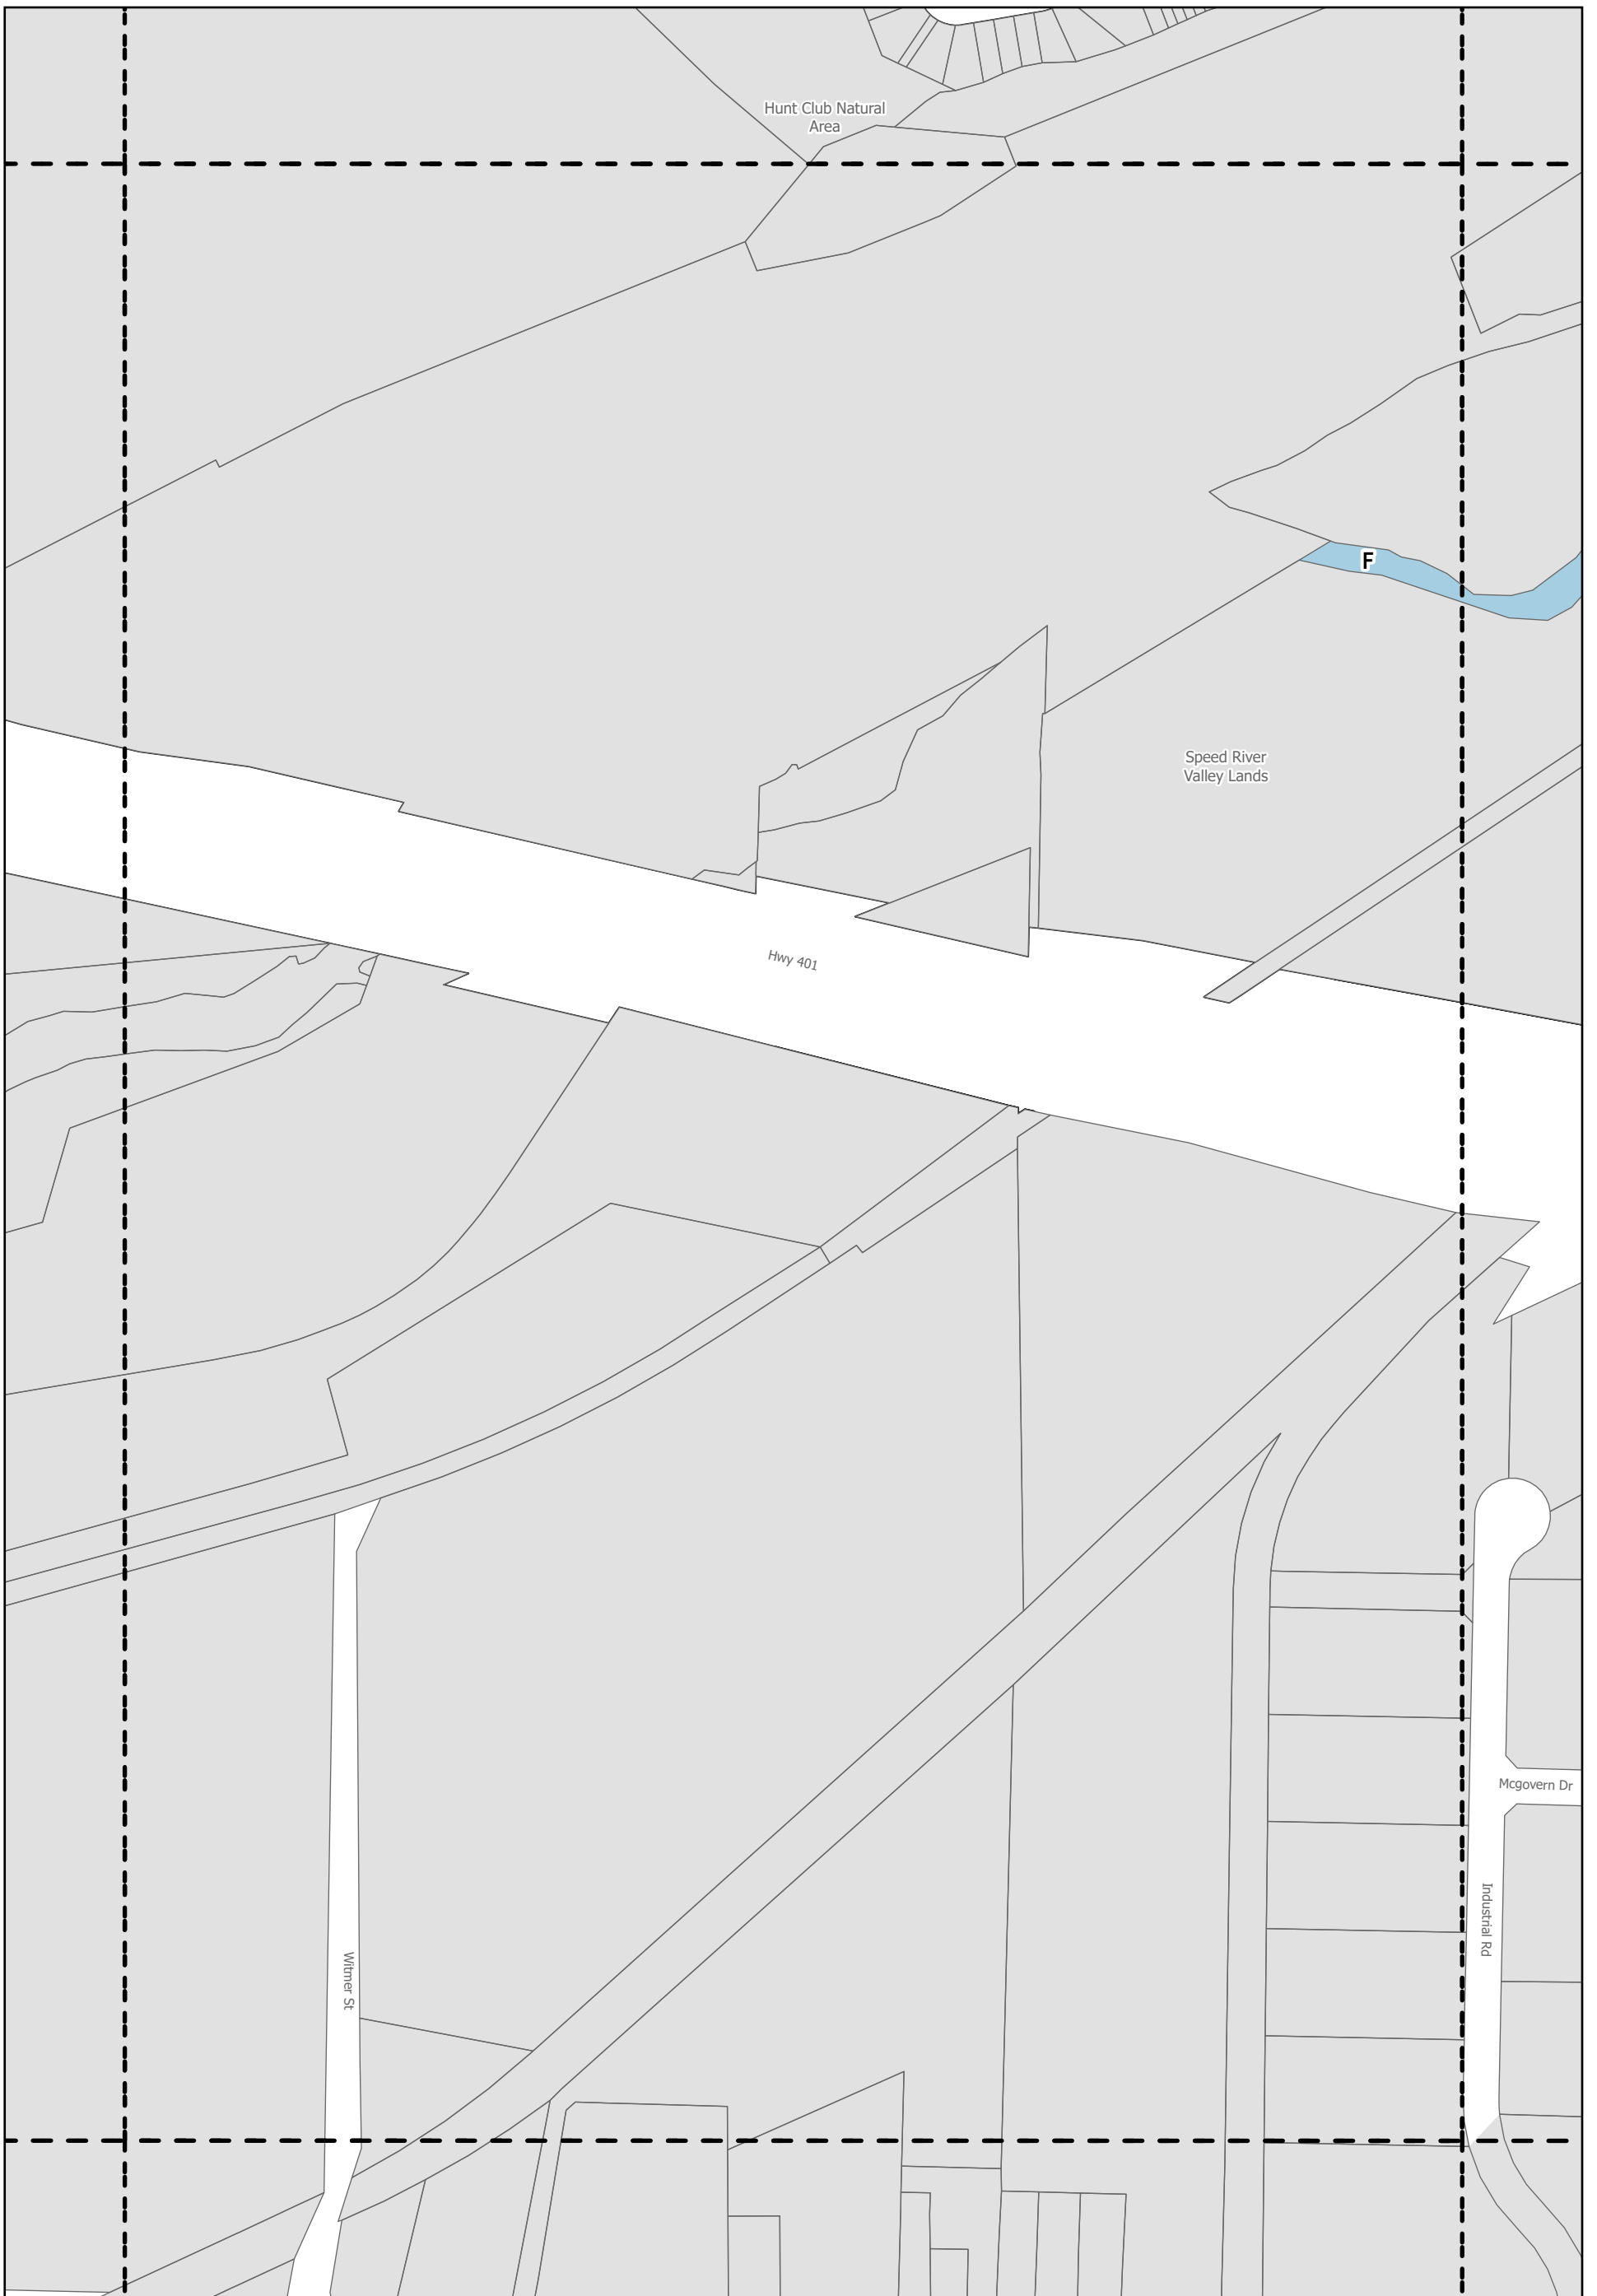 Hunt Club Natural
Area
F
Speed River
Valley Lands
Hwy 401
Mcgovern Dr
Industrial Rd
Witmer St